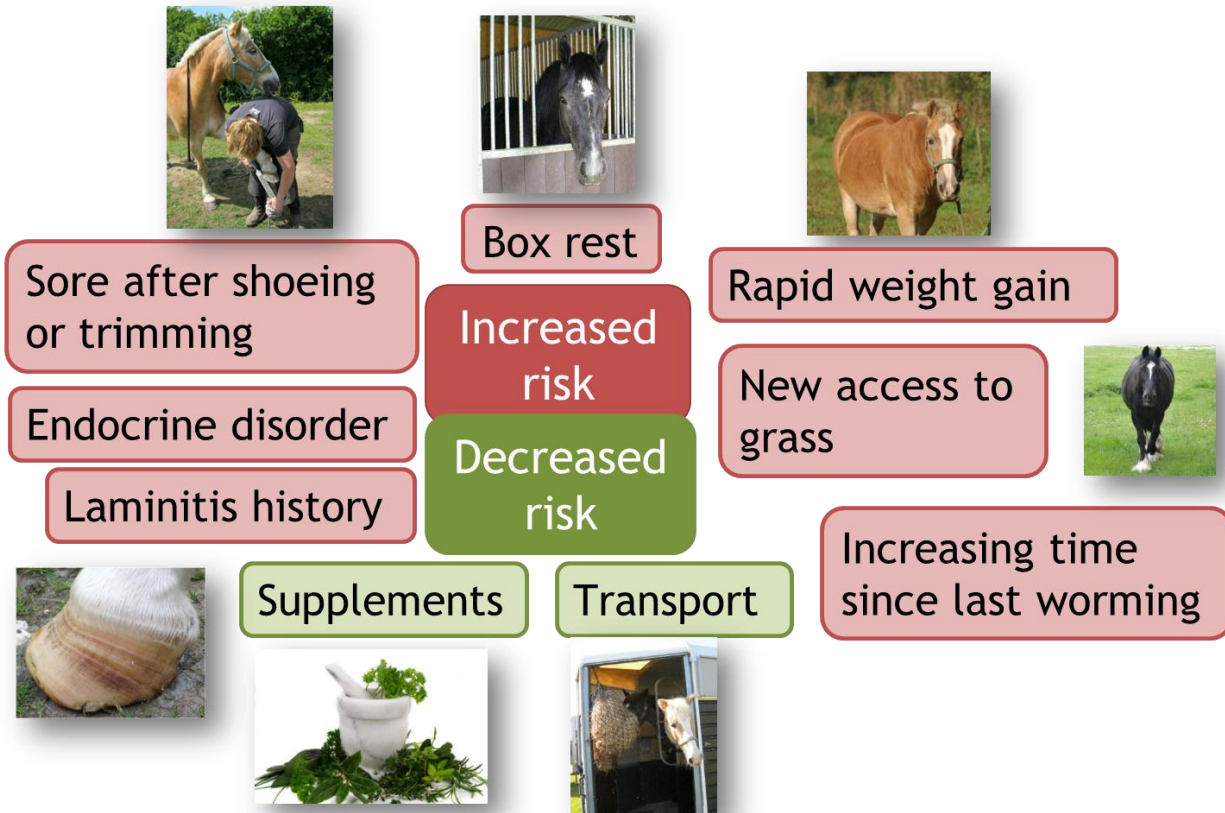 Box rest
Sore after shoeing
or trimming
Rapid weight gain
Increased
risk
New access to
grass
Endocrine disorder
Decreased
risk
Laminitis history
Increasing time
since last worming
Supplements
Transport